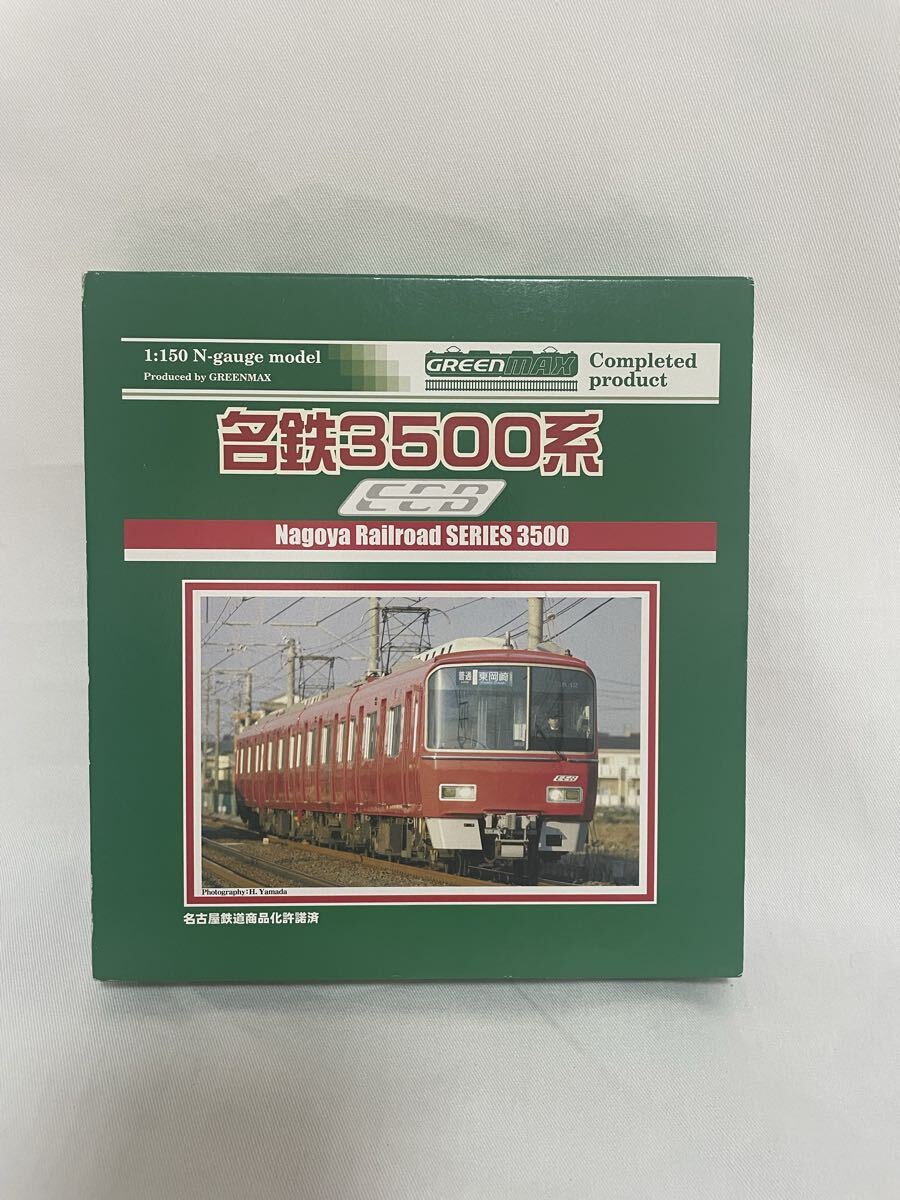 1:150 N-gauge model
Produced by GREENMAX
GREENMAX
Completed
product
名鉄3500系
ECB
Nagoya Railroad SERIES 3500
普通 東岡崎
Photography:H. Yamada
名古屋鉄道商品化許諾済